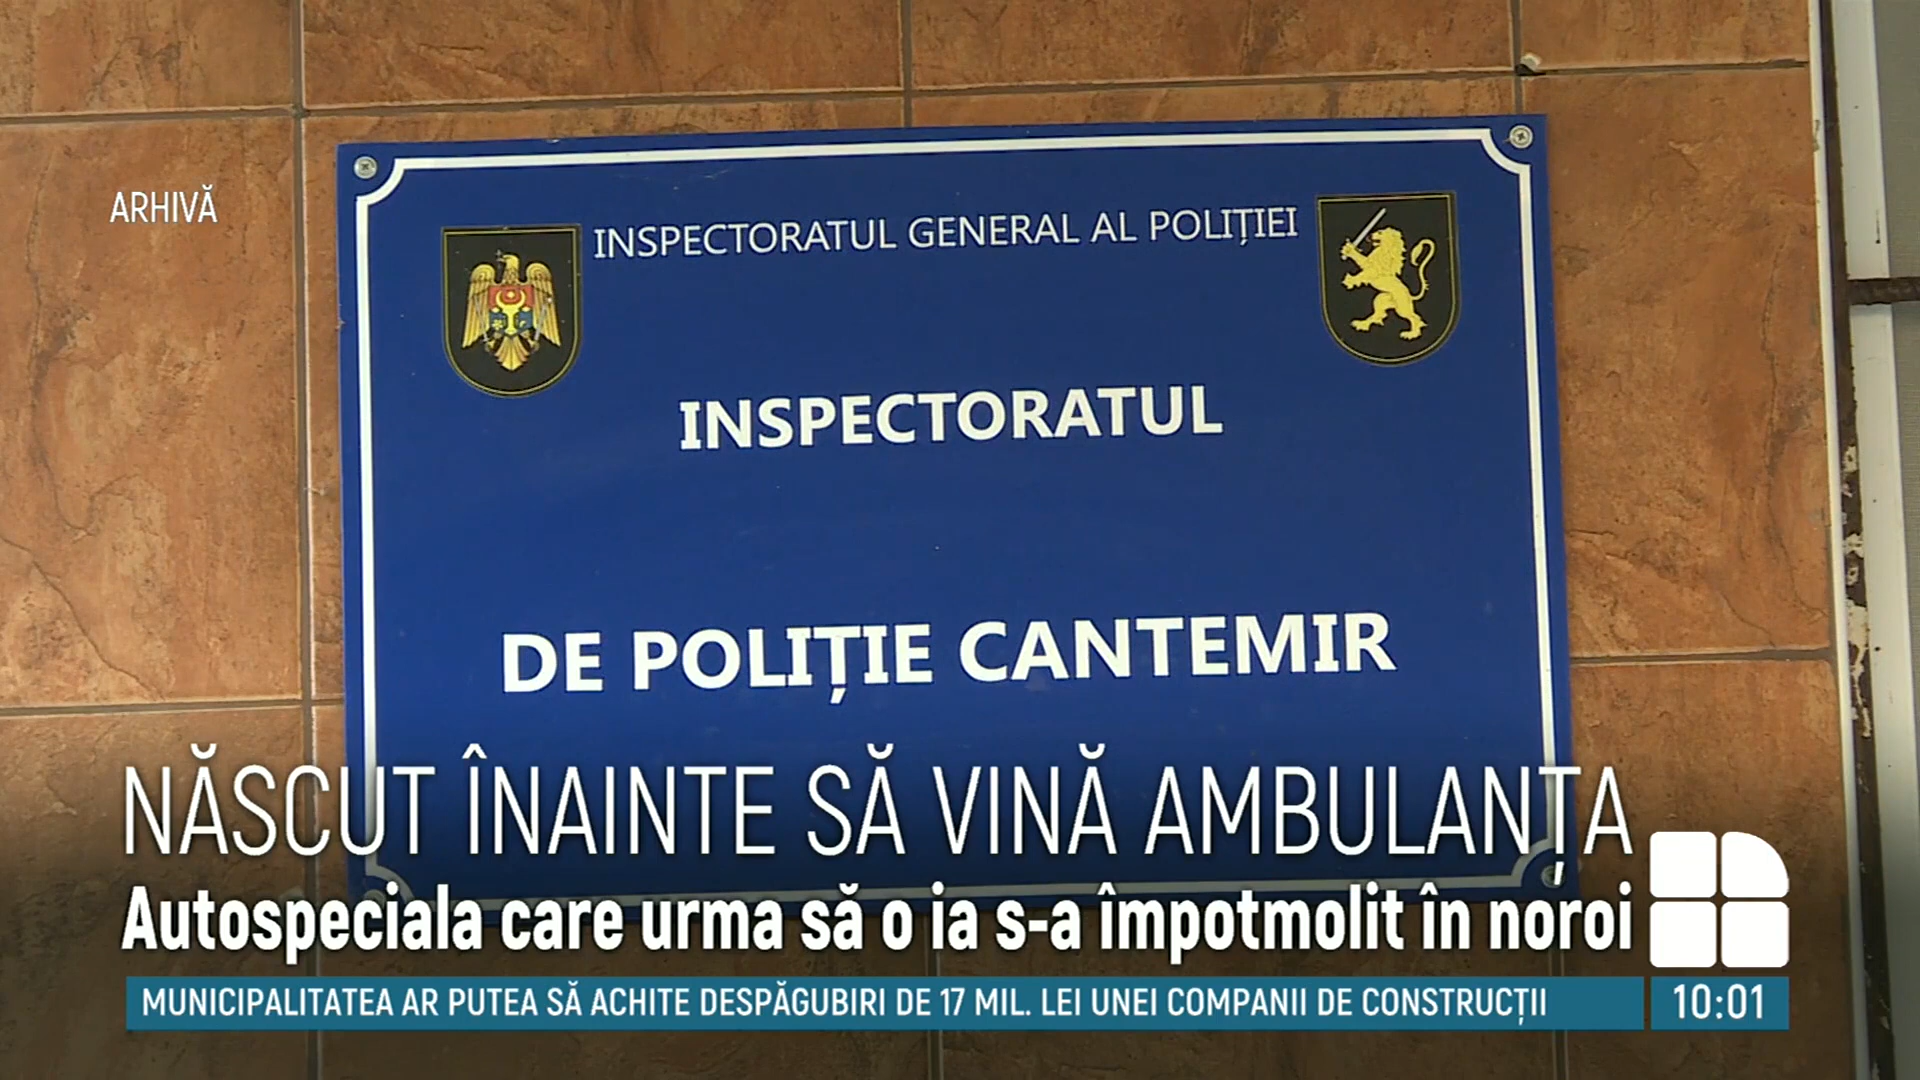 ARHIVĂ
INSPECTORATUL GENERAL AL POLIȚIEI
INSPECTORATUL
DE POLIȚIE CANTEMIR
NĂSCUT ÎNAINTE SĂ VINĂ AMBULANȚA
Autospeciala care urma să o ia s-a împotmolit în noroi
MUNICIPALITATEA AR PUTEA SĂ ACHITE DESPĂGUBIRI DE 17 MIL. LEI UNEI COMPANII DE CONSTRUCȚII
10:01